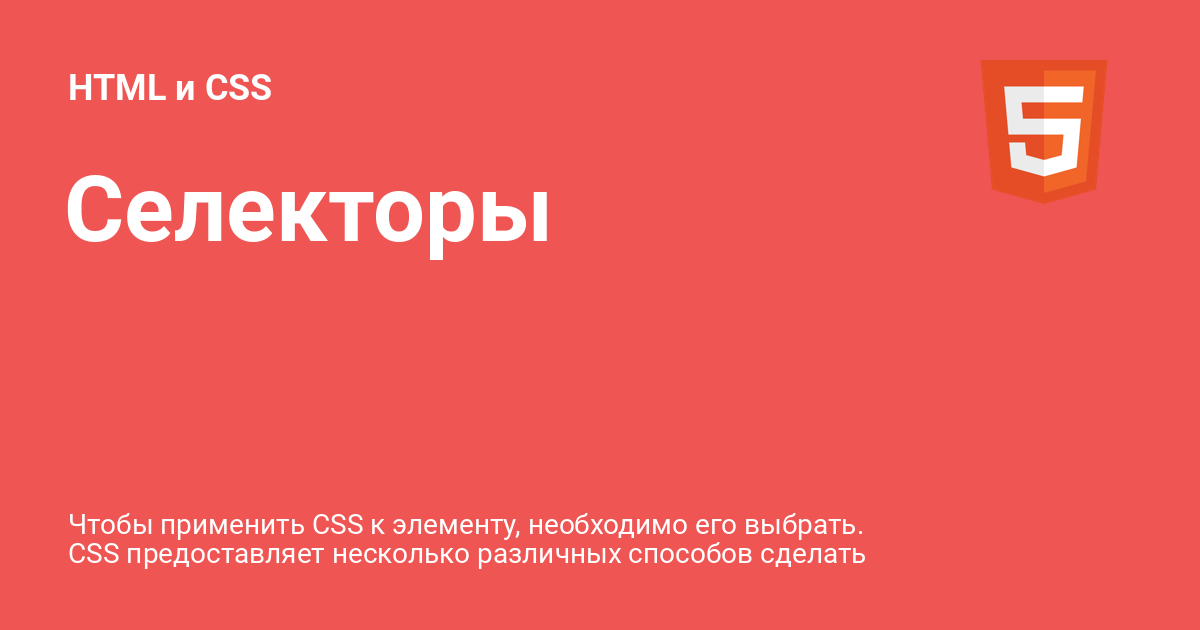 HTML и CSS
Селекторы
Чтобы применить CSS к элементу, необходимо его выбрать.
CSS предоставляет несколько различных способов сделать